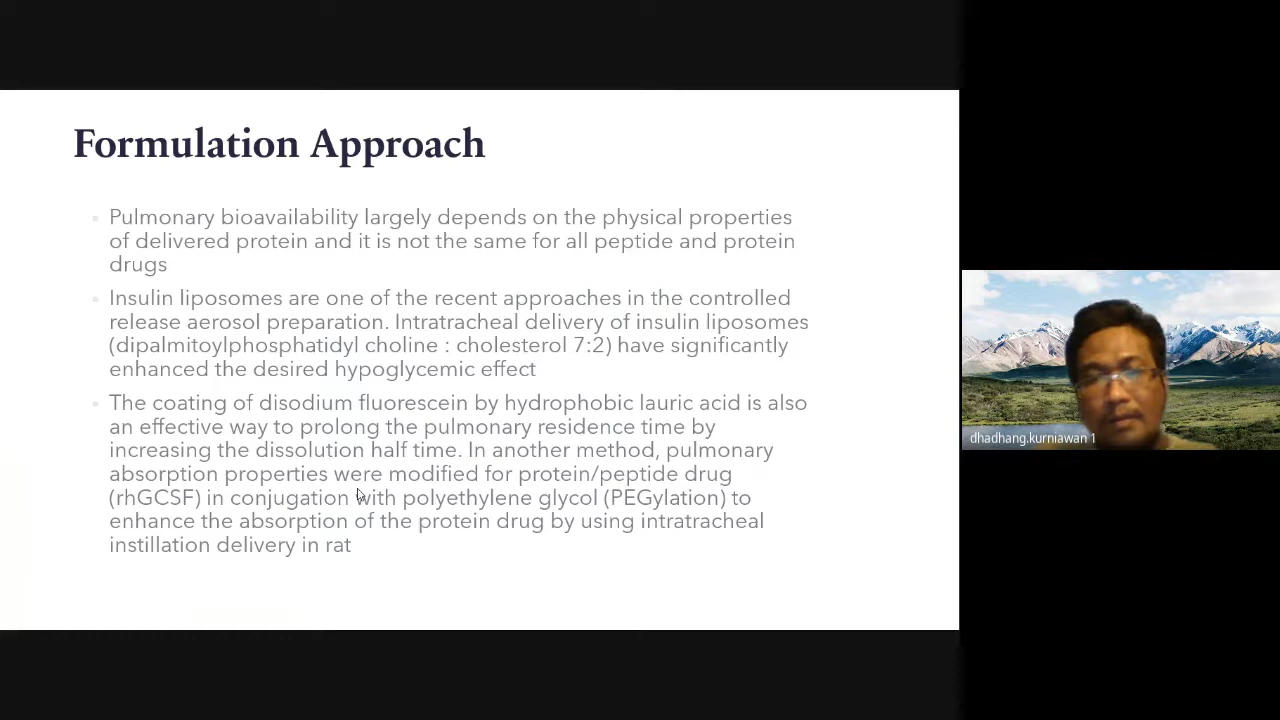 Formulation Approach
Pulmonary bioavailability largely depends on the physical properties
of delivered protein and it is not the same for all peptide and protein
drugs
Insulin liposomes are one of the recent approaches in the controlled
release aerosol preparation. Intratracheal delivery of insulin liposomes
(dipalmitoylphosphatidyl choline : cholesterol 7:2) have significantly
enhanced the desired hypoglycemic effect
The coating of disodium fluorescein by hydrophobic lauric acid is also
an effective way to prolong the pulmonary residence time by
increasing the dissolution half time. In another method, pulmonary
absorption properties were modified for protein/peptide drug
(rhGCSF) in conjugation with polyethylene glycol (PEGylation) to
enhance the absorption of the protein drug by using intratracheal
instillation delivery in rat
dhadhang.kurniawan 1